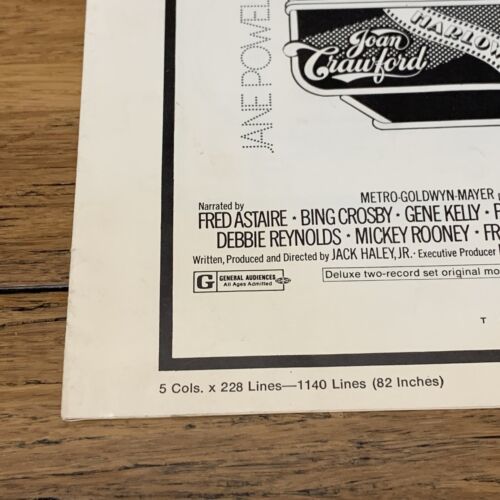 JANE POWELL
HARLOW
Joan
Crawford
METRO-GOLDWYN-MAYER
Narrated by
FRED ASTAIRE · BING CROSBY · GENE KELLY ·
DEBBIE REYNOLDS · MICKEY ROONEY · FR
Written, Produced and Directed by JACK HALEY, JR. · Executive Producer
G GENERAL AUDIENCES
All Ages Admitted
Deluxe two-record set original mo
T
5 Cols. x 228 Lines—1140 Lines (82 Inches)